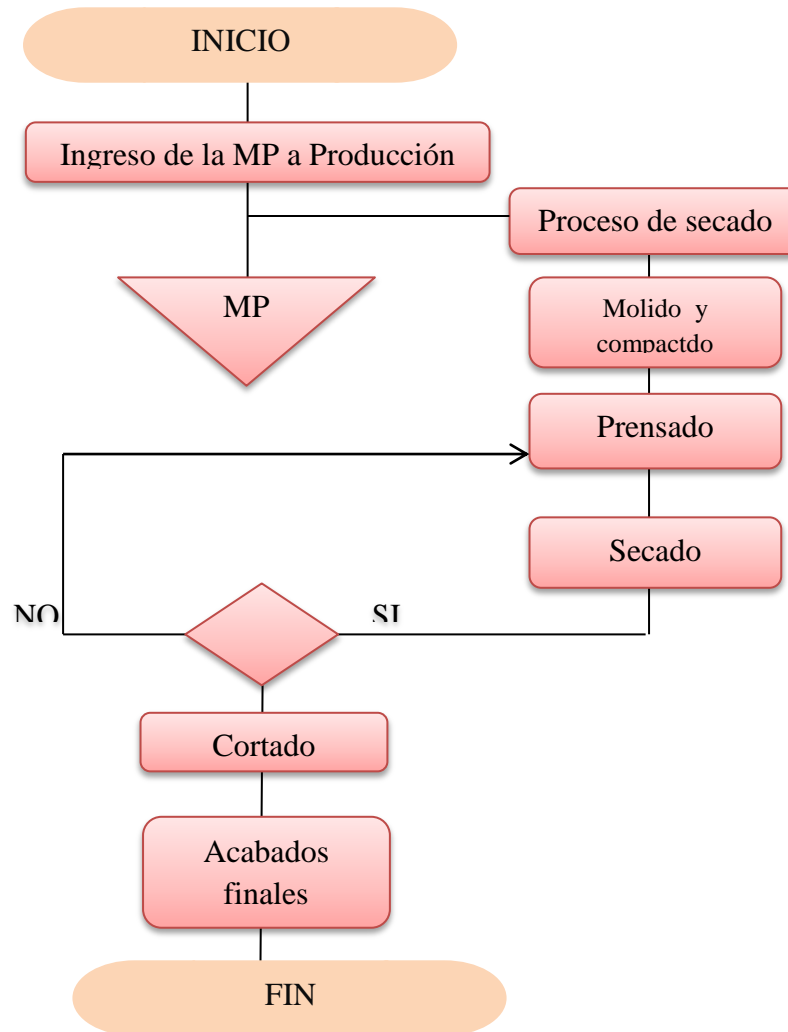 INICIO
Ingreso de la MP a Producción
Proceso de secado
MP
Molido y
compactdo
Prensado
Secado
NO
SI
Cortado
Acabados
finales
FIN